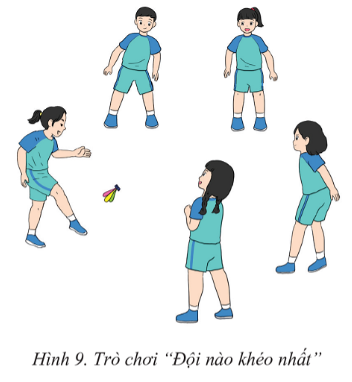 Hình 9. Trò chơi “Đội nào khéo nhất”